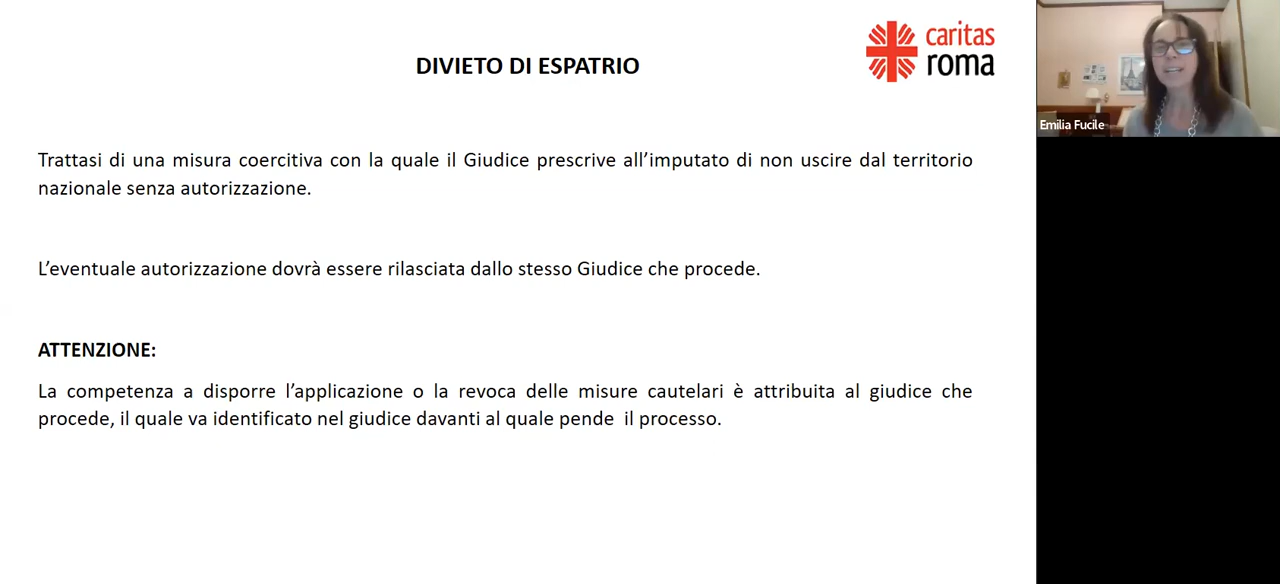 DIVIETO DI ESPATRIO
caritas
roma
Emilia Fucile
Trattasi di una misura coercitiva con la quale il Giudice prescrive all’imputato di non uscire dal territorio
nazionale senza autorizzazione.
L’eventuale autorizzazione dovrà essere rilasciata dallo stesso Giudice che procede.
ATTENZIONE:
La competenza a disporre l’applicazione o la revoca delle misure cautelari è attribuita al giudice che
procede, il quale va identificato nel giudice davanti al quale pende  il processo.